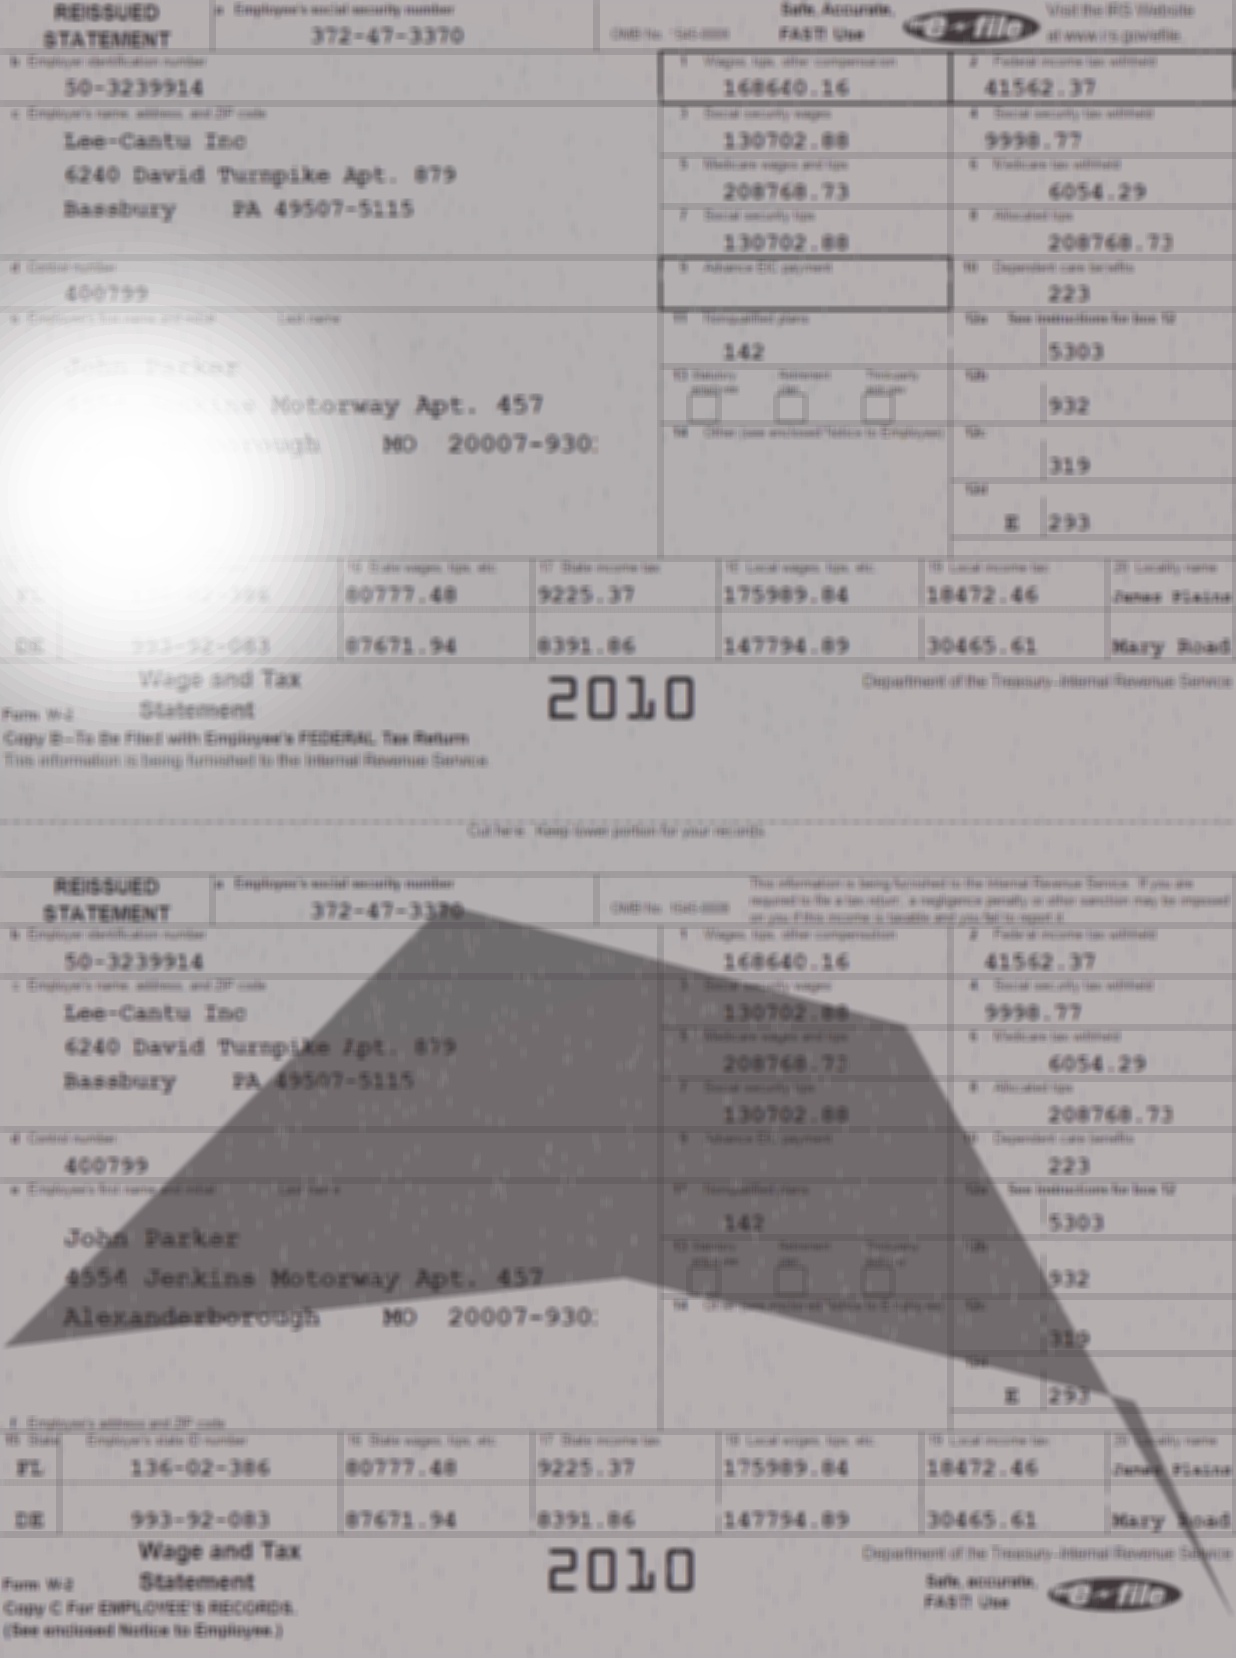 REISSUED STATEMENT
a Employee's social security number
372-47-3370
OMB No. 1545-0008
Safe, Accurate, FAST! Use
e-file
Visit the IRS Website at www.irs.gov/efile.
b Employer identification number
50-3239914
1 Wages, tips, other compensation
168640.16
2 Federal income tax withheld
41562.37
c Employer's name, address, and ZIP code
Lee-Cantu Inc
6240 David Turnpike Apt. 879
Bassbury PA 49507-5115
3 Social security wages
130702.88
4 Social security tax withheld
9998.77
5 Medicare wages and tips
208768.73
6 Medicare tax withheld
6054.29
7 Social security tips
130702.88
8 Allocated tips
208768.73
d Control number
400799
9 Advance EIC payment
10 Dependent care benefits
223
e Employee's first name and initial Last name
John Parker
Jenkins Motorway Apt. 457
MO 20007-930
11 Nonqualified plans
142
12a See instructions for box 12
5303
13 Statutory employee Retirement plan Third-party sick pay
12b
932
14 Other (see enclosed Notice to Employee)
12c
319
12d
E 293
16 State wages, tips, etc.
17 State income tax
18 Local wages, tips, etc.
19 Local income tax
20 Locality name
FL 136-02-386 80777.48 9225.37 175989.84 18472.46 James Plains
DE 993-92-083 87671.94 8391.86 147794.89 30465.61 Mary Road
Form W-2 Wage and Tax Statement
2010
Department of the Treasury-Internal Revenue Service
Copy B-To Be Filed with Employee's FEDERAL Tax Return
This information is being furnished to the Internal Revenue Service.
Cut here. Keep lower portion for your records.
REISSUED STATEMENT
a Employee's social security number
372-47-3370
OMB No. 1545-0008
This information is being furnished to the Internal Revenue Service. If you are
required to file a tax return, a negligence penalty or other sanction may be imposed
on you if this income is taxable and you fail to report it.
b Employer identification number
50-3239914
1 Wages, tips, other compensation
168640.16
2 Federal income tax withheld
41562.37
c Employer's name, address, and ZIP code
Lee-Cantu Inc
6240 David Turnpike Apt. 879
Bassbury PA 49507-5115
3 Social security wages
130702.88
4 Social security tax withheld
9998.77
5 Medicare wages and tips
208768.73
6 Medicare tax withheld
6054.29
7 Social security tips
130702.88
8 Allocated tips
208768.73
d Control number
400799
9 Advance EIC payment
10 Dependent care benefits
223
e Employee's first name and initial Last name
John Parker
4554 Jenkins Motorway Apt. 457
Alexanderborough MO 20007-930
11 Nonqualified plans
142
12a See instructions for box 12
5303
13 Statutory employee Retirement plan Third-party sick pay
12b
932
14 Other (see enclosed Notice to Employee)
12c
319
12d
E 293
f Employee's address and ZIP code
15 State Employer's state ID number
16 State wages, tips, etc.
17 State income tax
18 Local wages, tips, etc.
19 Local income tax
20 Locality name
FL 136-02-386 80777.48 9225.37 175989.84 18472.46 James Plains
DE 993-92-083 87671.94 8391.86 147794.89 30465.61 Mary Road
Form W-2 Wage and Tax Statement
2010
Department of the Treasury-Internal Revenue Service
Copy C For EMPLOYEE'S RECORDS.
(See enclosed Notice to Employee.)
Safe, accurate, FAST! Use
e-file